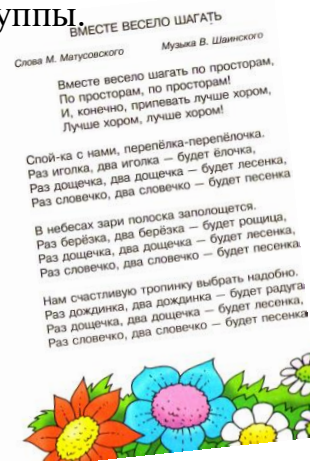 уппы.
ВМЕСТЕ ВЕСЕЛО ШАГАТЬ
Слова М. Матусовского Музыка В. Шаинского
Вместе весело шагать по просторам,
По просторам, по просторам!
И, конечно, припевать лучше хором,
Лучше хором, лучше хором!
Спой-ка с нами, перепёлка-перепёлочка.
Раз иголка, два иголка — будет ёлочка,
Раз дощечка, два дощечка — будет лесенка,
Раз словечко, два словечко — будет песенка
В небесах зари полоска заполощется.
Раз берёзка, два берёзка — будет рощица,
Раз дощечка, два дощечка — будет лесенка,
Раз словечко, два словечко — будет песенка.
Нам счастливую тропинку выбрать надобно.
Раз дождинка, два дождинка — будет радуга
Раз дощечка, два дощечка — будет лесенка,
Раз словечко, два словечко — будет песенка